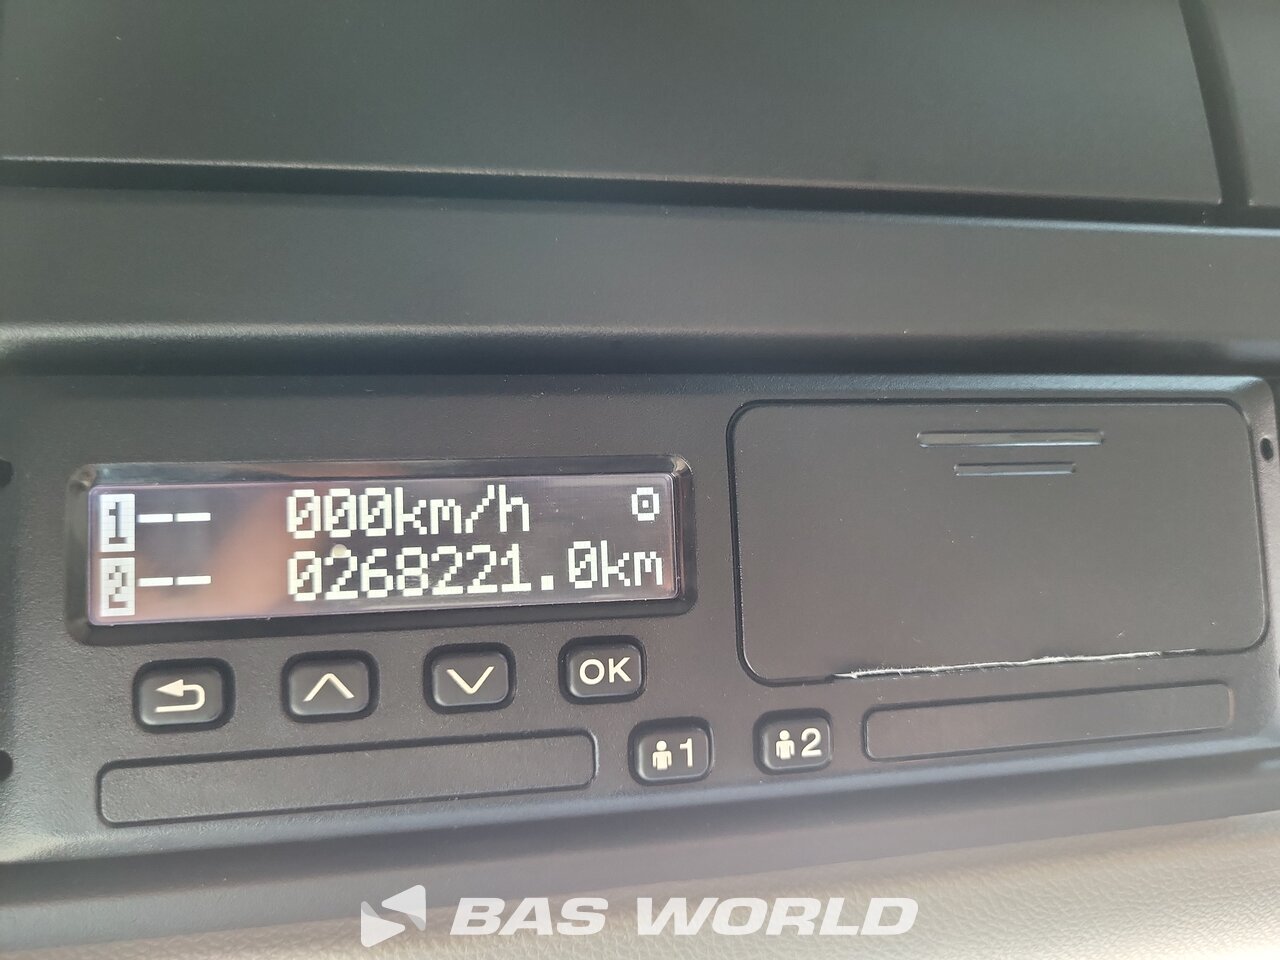 1-- 000km/h
2-- 0268221.0km
OK
1
2
BAS WORLD